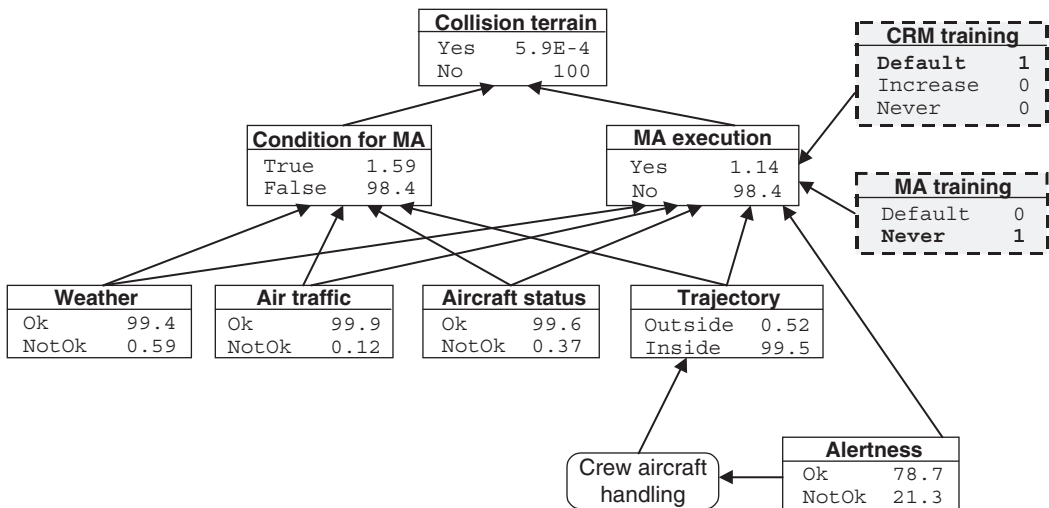 Collision terrain
Yes 5.9E-4
No 100
CRM training
Default 1
Increase 0
Never 0
Condition for MA
True 1.59
False 98.4
MA execution
Yes 1.14
No 98.4
MA training
Default 0
Never 1
Weather
Ok 99.4
NotOk 0.59
Air traffic
Ok 99.9
NotOk 0.12
Aircraft status
Ok 99.6
NotOk 0.37
Trajectory
Outside 0.52
Inside 99.5
Crew aircraft
handling
Alertness
Ok 78.7
NotOk 21.3